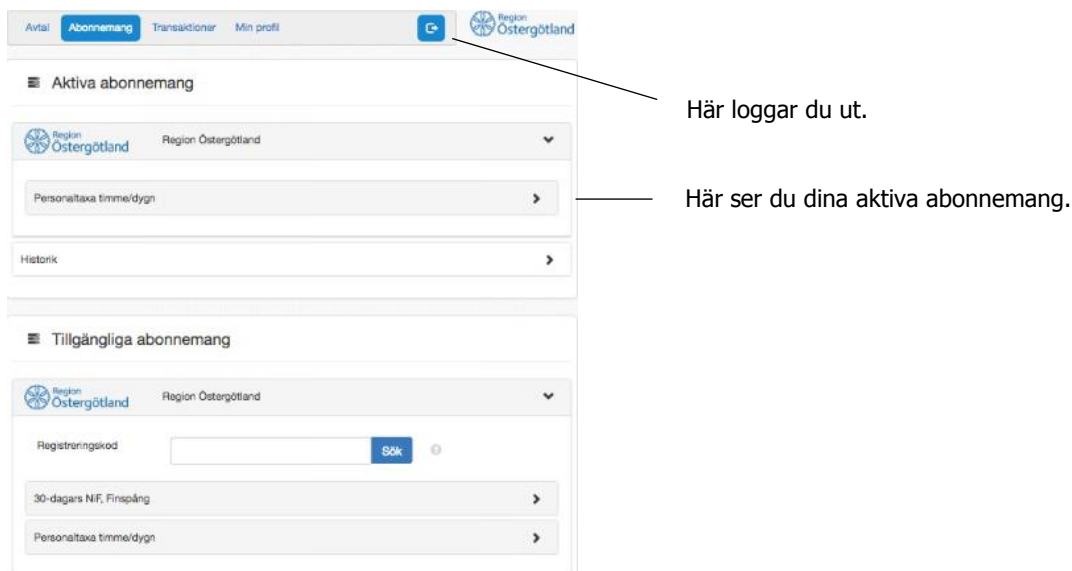 Avtal Abonnemang Transaktioner Min profil
Region
Östergötland
Aktiva abonnemang
Här loggar du ut.
Region
Östergötland
Region Östergötland
Personaltaxa timme/dygn
Här ser du dina aktiva abonnemang.
Historik
Tillgängliga abonnemang
Region
Östergötland
Region Östergötland
Registreringskod
Sök
30-dagars NiF, Finspång
Personaltaxa timme/dygn